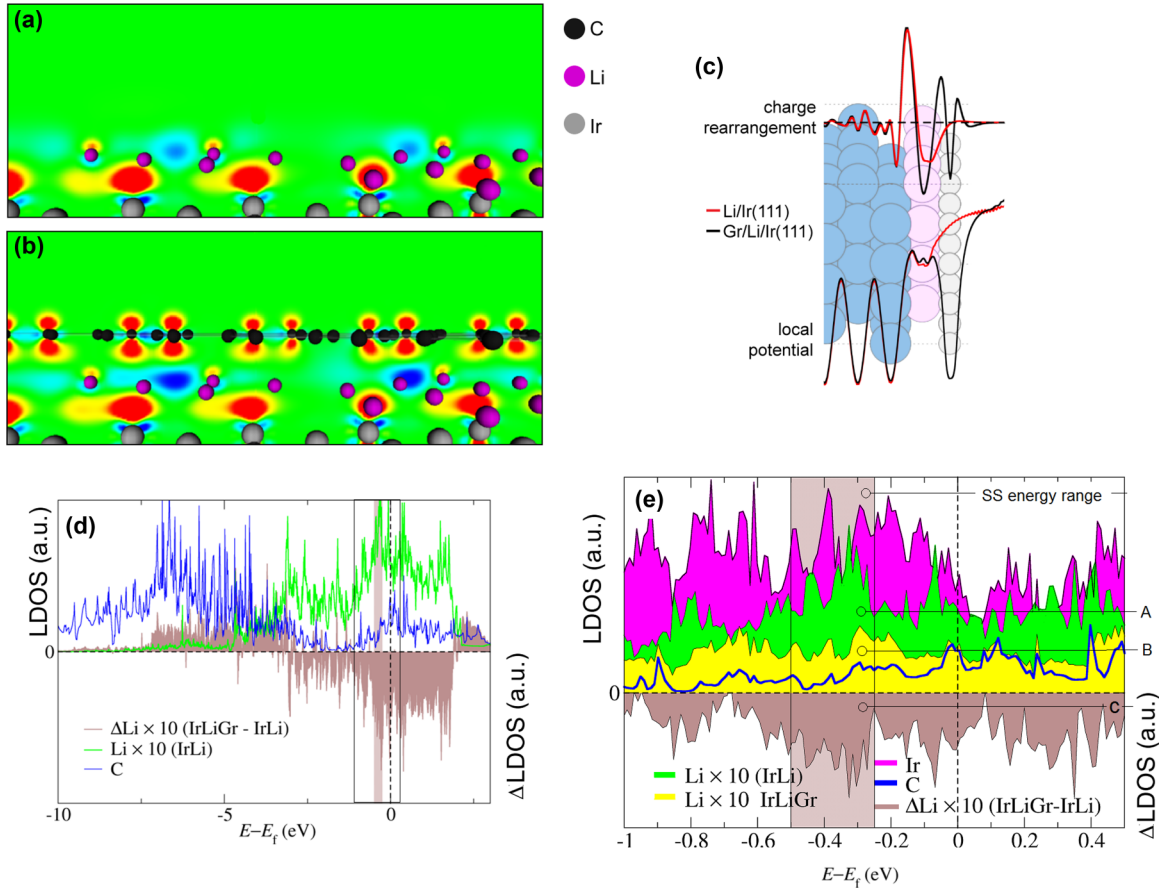 (a)
C
Li
Ir
(b)
(c)
charge
rearrangement
Li/Ir(111)
Gr/Li/Ir(111)
local
potential
(d)
LDOS (a.u.)
0
ΔLDOS (a.u.)
ΔLi × 10 (IrLiGr - IrLi)
Li × 10 (IrLi)
C
-10
-5
0
E−Ef (eV)
(e)
SS energy range
LDOS (a.u.)
A
B
0
C
ΔLDOS (a.u.)
Li × 10 (IrLi)
Li × 10 IrLiGr
Ir
C
ΔLi × 10 (IrLiGr-IrLi)
-1
-0.8
-0.6
-0.4
-0.2
0
0.2
0.4
E−Ef (eV)